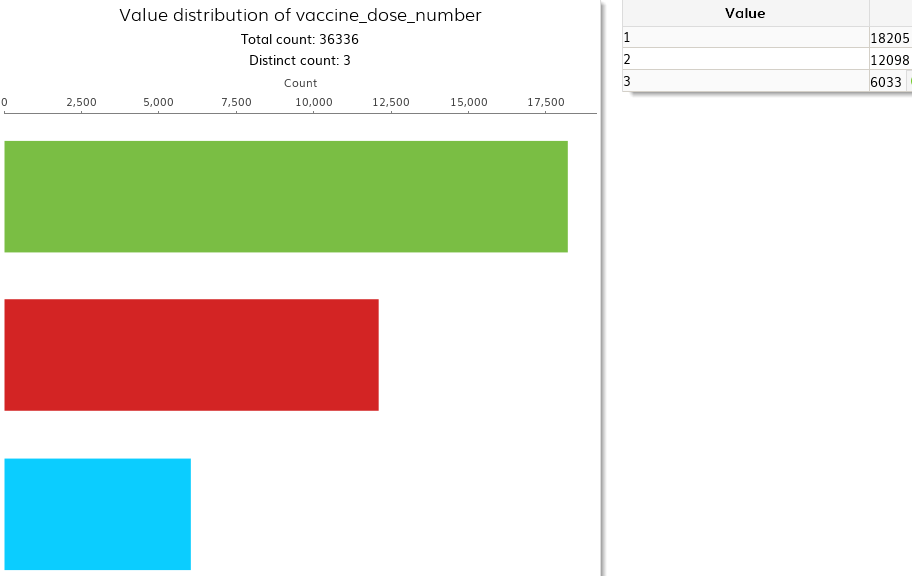 Value distribution of vaccine_dose_number
Total count: 36336
Distinct count: 3
Count
0 2,500 5,000 7,500 10,000 12,500 15,000 17,500
Value
1 18205
2 12098
3 6033